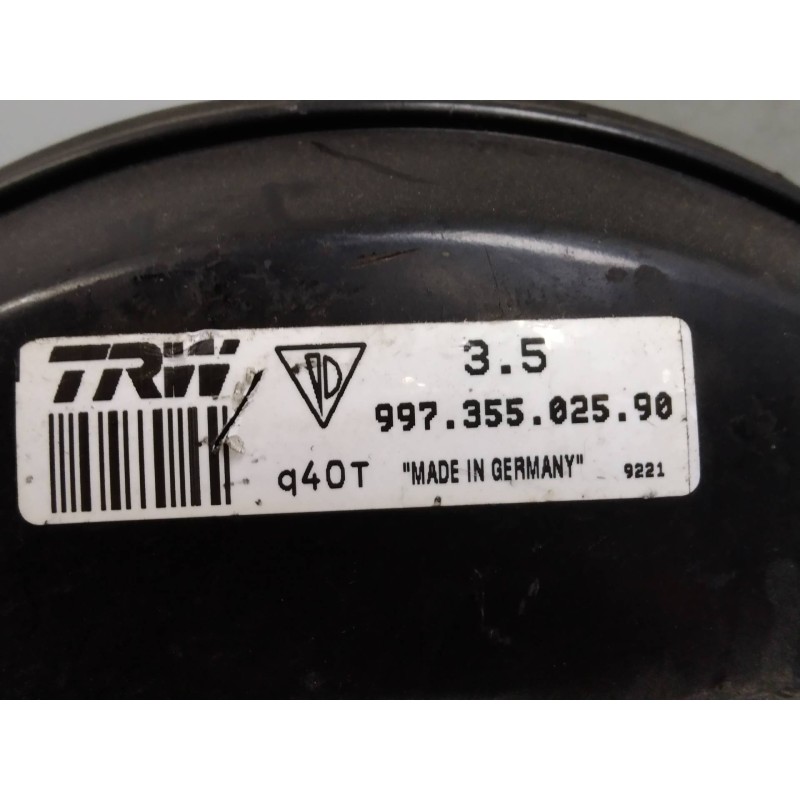 TRW
3.5
997.355.025.90
q40T "MADE IN GERMANY" 9221